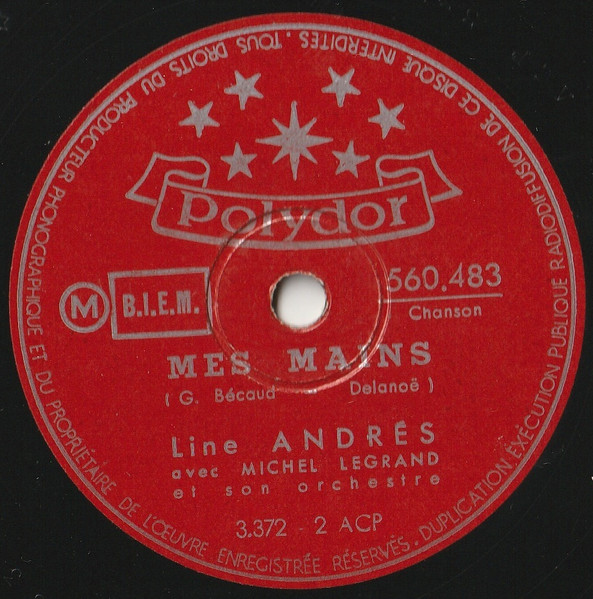 TOUS DROITS DU PRODUCTEUR PHONOGRAPHIQUE ET DU PROPRIÉTAIRE DE L'ŒUVRE ENREGISTRÉE RÉSERVÉS. DUPLICATION EXÉCUTION PUBLIQUE RADIODIFFUSION DE CE DISQUE INTERDITES.
Polydor
M B.I.E.M. 560.483
Chanson
MES MAINS
(G. Bécaud Delanoë)
Line ANDRÉS
avec MICHEL LEGRAND
et son orchestre
3.372 - 2 ACP